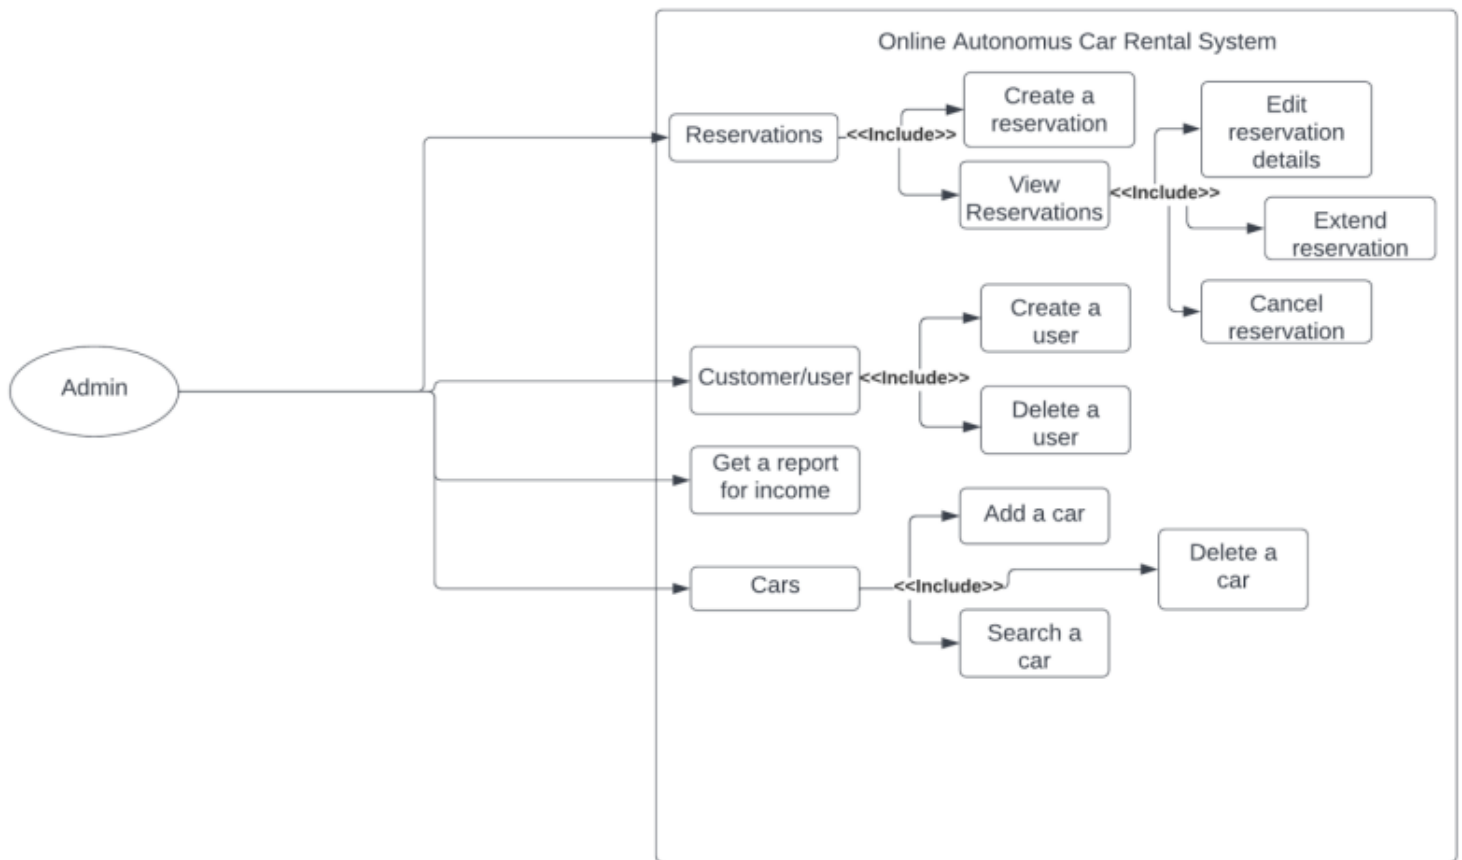 Online Autonomus Car Rental System
Create a
reservation
Edit
reservation
details
Reservations
<<Include>>
View
Reservations
<<Include>>
Extend
reservation
Cancel
reservation
Create a
user
Admin
Customer/user
<<Include>>
Delete a
user
Get a report
for income
Add a car
Delete a
car
Cars
<<Include>>
Search a
car